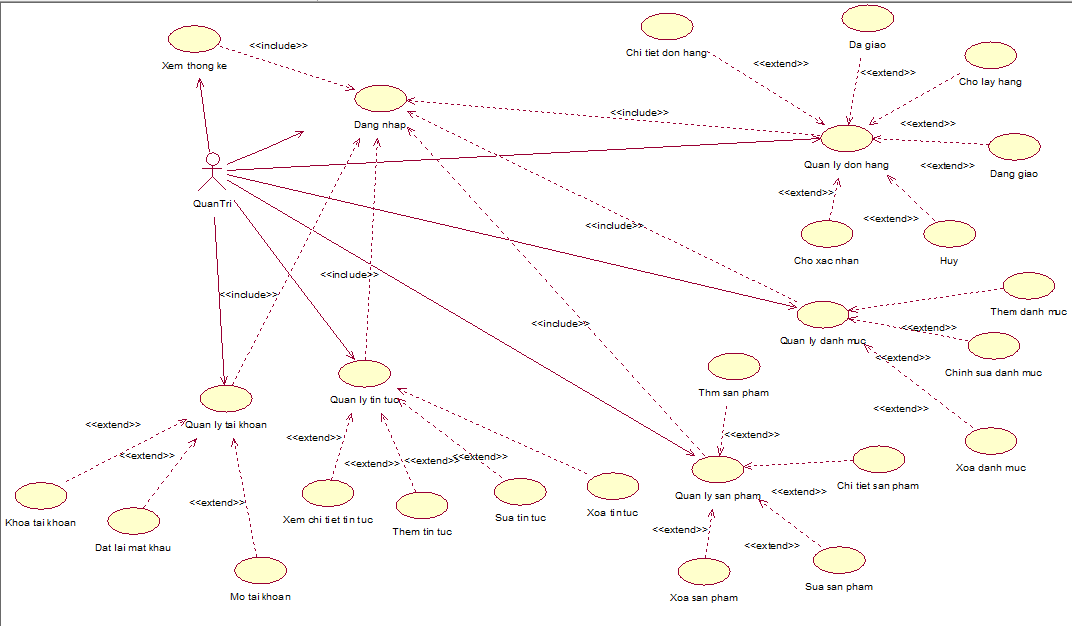 Chi tiet don hang
Da giao
<<include>>
Xem thong ke
<<extend>>
<<extend>>
Cho lay hang
<<include>>
Dang nhap
<<extend>>
Quan ly don hang
<<extend>>
Dang giao
<<extend>>
QuanTri
<<extend>>
<<include>>
Cho xac nhan
Huy
<<include>>
<<include>>
Them danh muc
<<include>>
<<extend>>
Quan ly danh muc
<<extend>>
Chinh sua danh muc
Thm san pham
Quan ly tin tuc
<<extend>>
Quan ly tai khoan
<<extend>>
<<extend>>
<<extend>>
<<extend>>
<<extend>>
<<extend>>
<<extend>>
Xoa danh muc
Chi tiet san pham
Quan ly san pham
<<extend>>
<<extend>>
Xoa tin tuc
Sua tin tuc
Xem chi tiet tin tuc
Khoa tai khoan
Them tin tuc
<<extend>>
<<extend>>
Dat lai mat khau
Sua san pham
Mo tai khoan
Xoa san pham